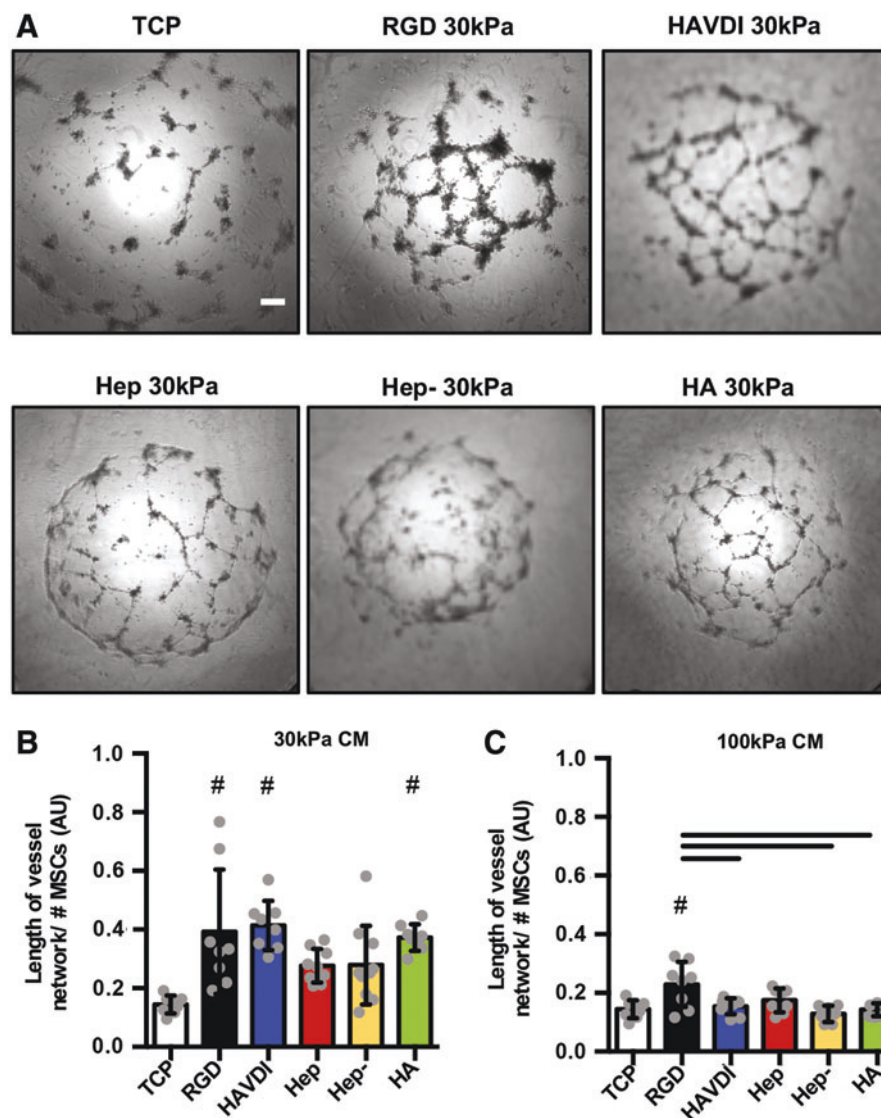 A
TCP
RGD 30kPa
HAVDI 30kPa
Hep 30kPa
Hep- 30kPa
HA 30kPa
B
30kPa CM
Length of vessel
network/ # MSCs (AU)
1.0
0.8
0.6
0.4
0.2
0.0
#
#
#
TCP
RGD
HAVDI
Hep
Hep-
HA
C
100kPa CM
Length of vessel
network/ # MSCs (AU)
1.0
0.8
0.6
0.4
0.2
0.0
#
TCP
RGD
HAVDI
Hep
Hep-
HA